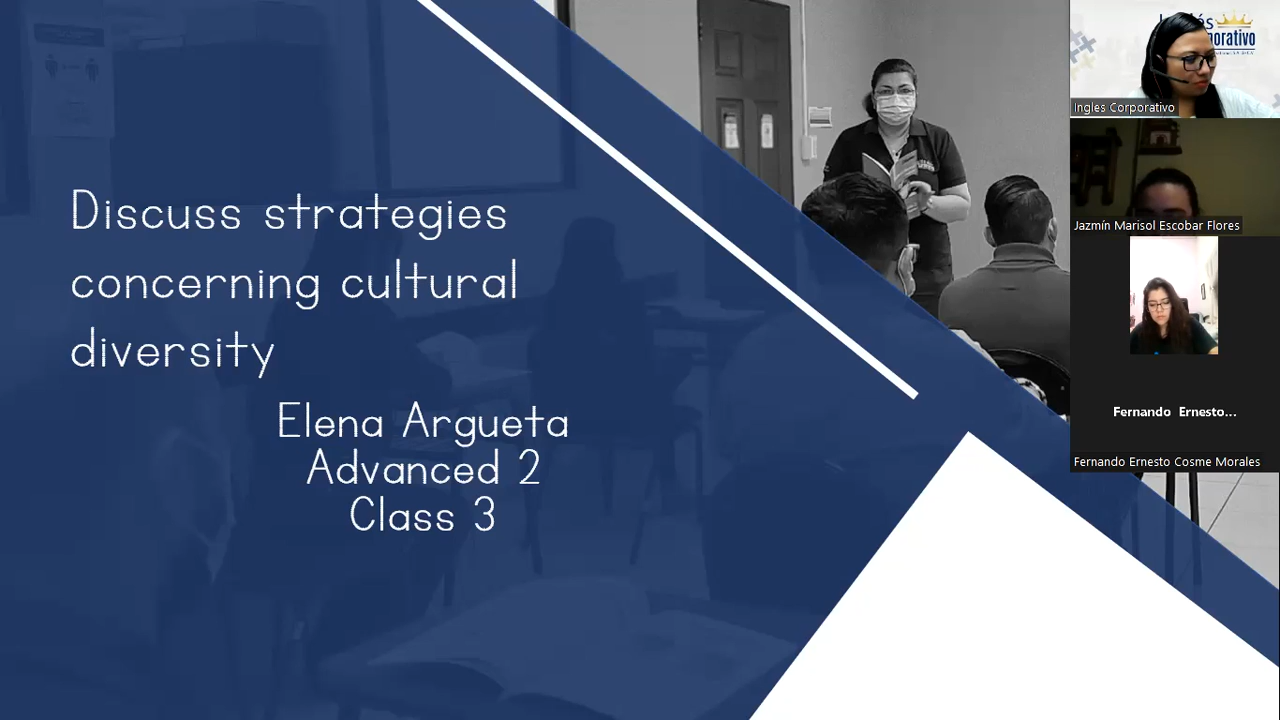 Discuss strategies
concerning cultural
diversity
Elena Argueta
Advanced 2
Class 3
Ingles Corporativo
Jazmín Marisol Escobar Flores
Fernando Ernesto...
Fernando Ernesto Cosme Morales